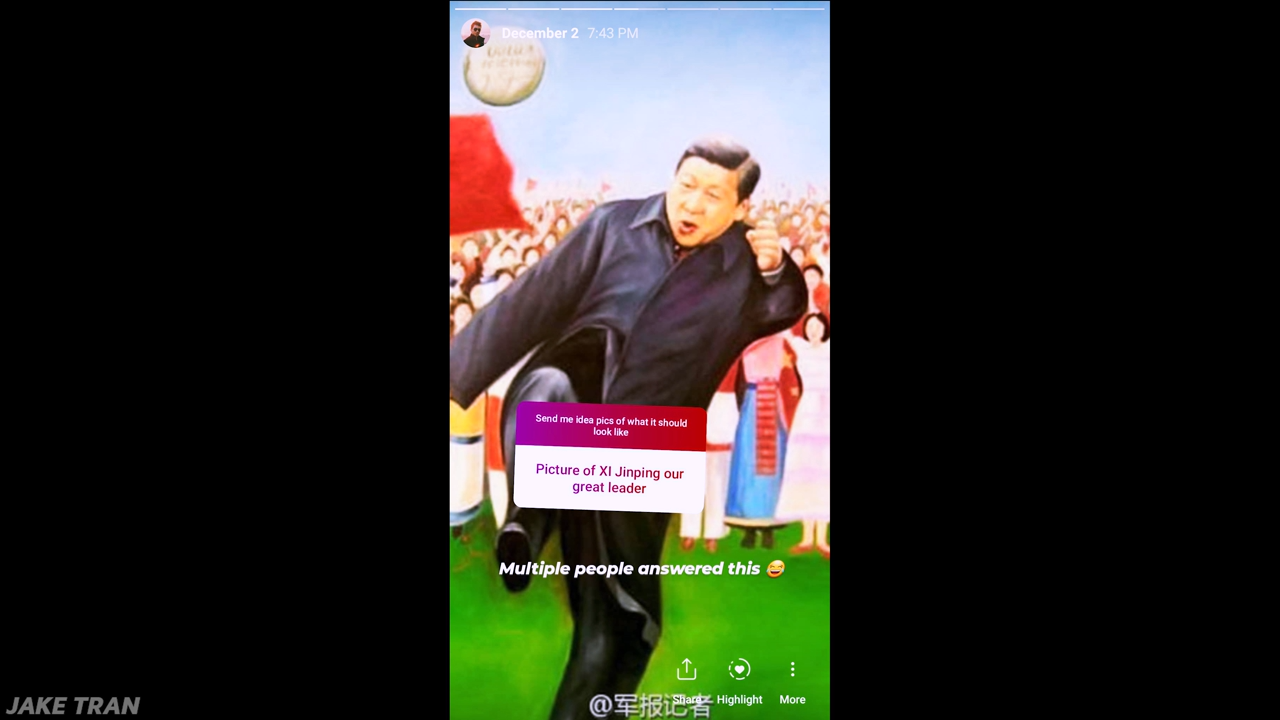 December 2 7:43 PM
Send me idea pics of what it should
look like
Picture of XI Jinping our
great leader
Multiple people answered this 😅
Share Highlight More
@军报记者
JAKE TRAN